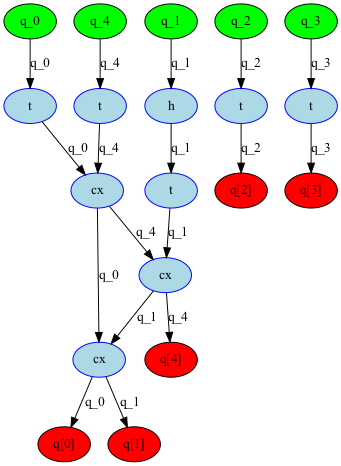 q_0 q_4 q_1 q_2 q_3
q_0 q_4 q_1 q_2 q_3
t t h t t
q_0 q_4 q_1 q_2 q_3
cx t q[2] q[3]
q_0 q_4 q_1
cx
q_1 q_4
cx q[4]
q_0 q_1
q[0] q[1]